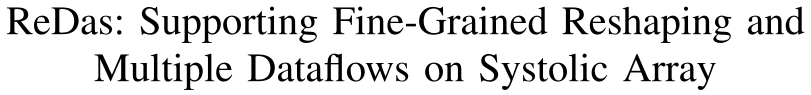 ReDas: Supporting Fine-Grained Reshaping and
Multiple Dataflows on Systolic Array